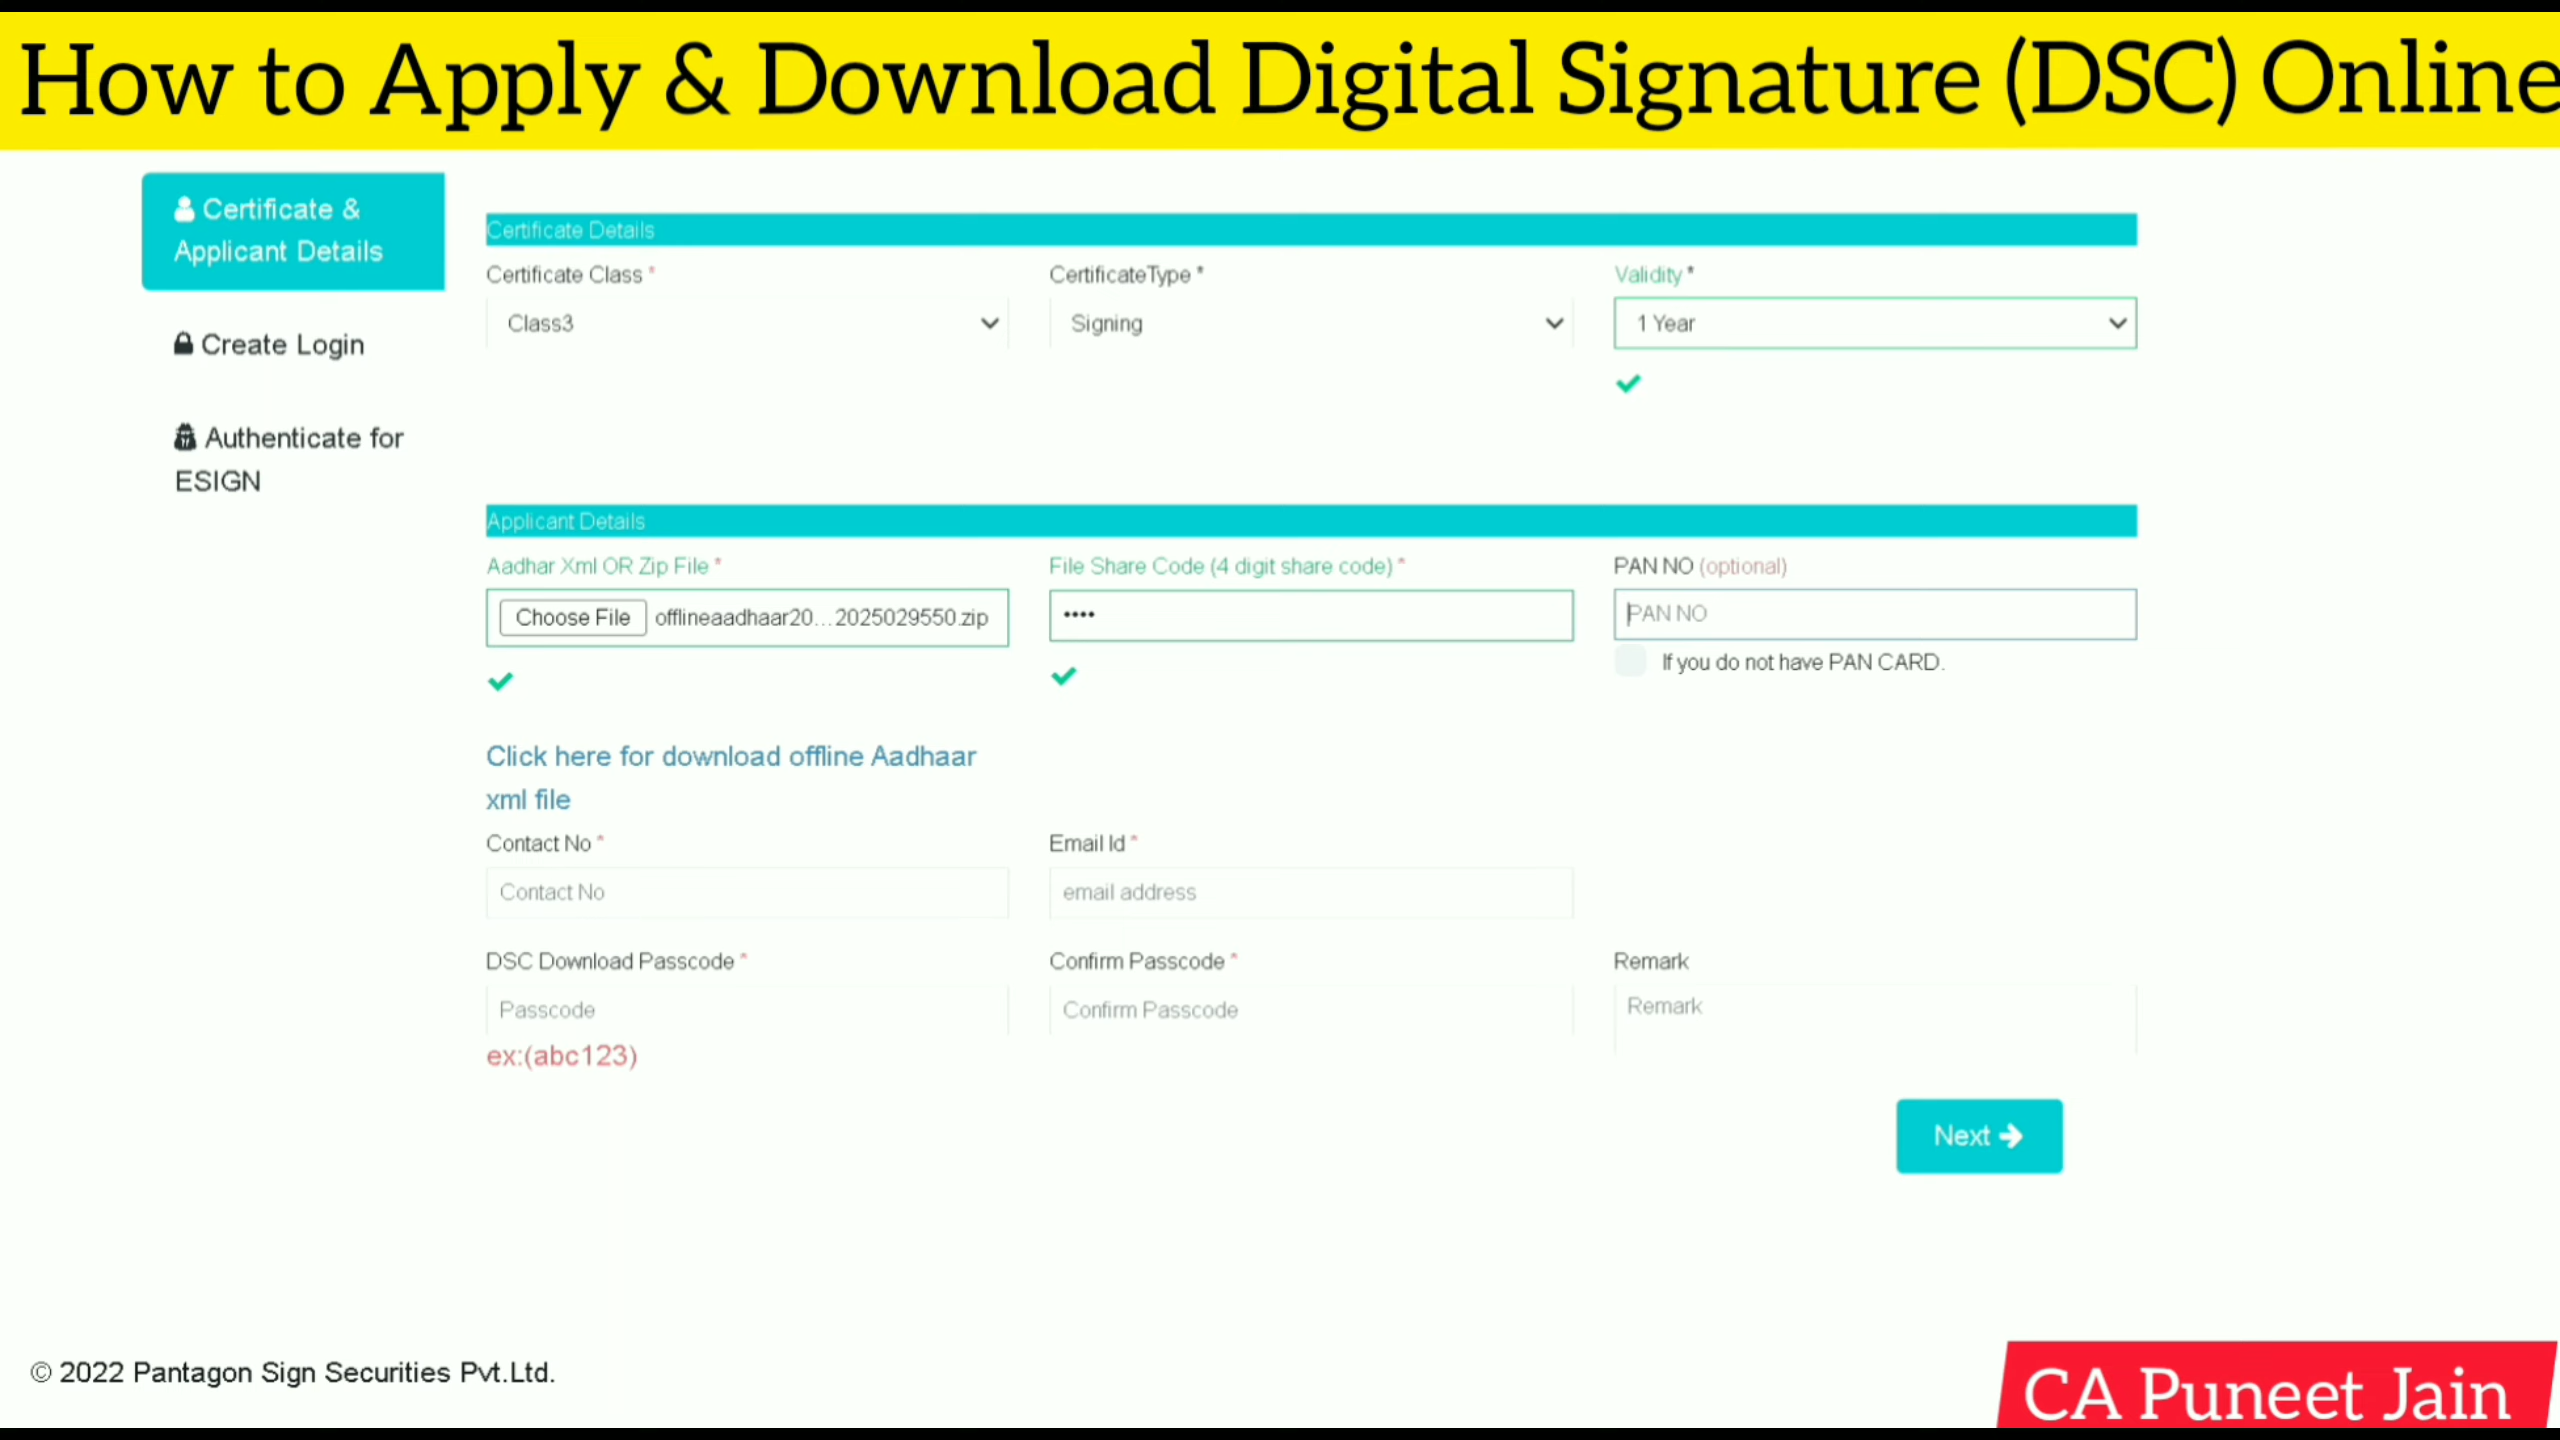 How to Apply & Download Digital Signature (DSC) Online
Certificate &
Applicant Details
Create Login
Authenticate for
ESIGN
Certificate Details
Certificate Class * CertificateType * Validity *
Class3 Signing 1 Year
Applicant Details
Aadhar Xml OR Zip File * File Share Code (4 digit share code) * PAN NO (optional)
Choose File offlineaadhaar20...2025029550.zip •••• PAN NO
If you do not have PAN CARD.
Click here for download offline Aadhaar
xml file
Contact No * Email Id *
Contact No email address
DSC Download Passcode * Confirm Passcode * Remark
Passcode Confirm Passcode Remark
ex:(abc123)
Next
© 2022 Pantagon Sign Securities Pvt.Ltd.
CA Puneet Jain